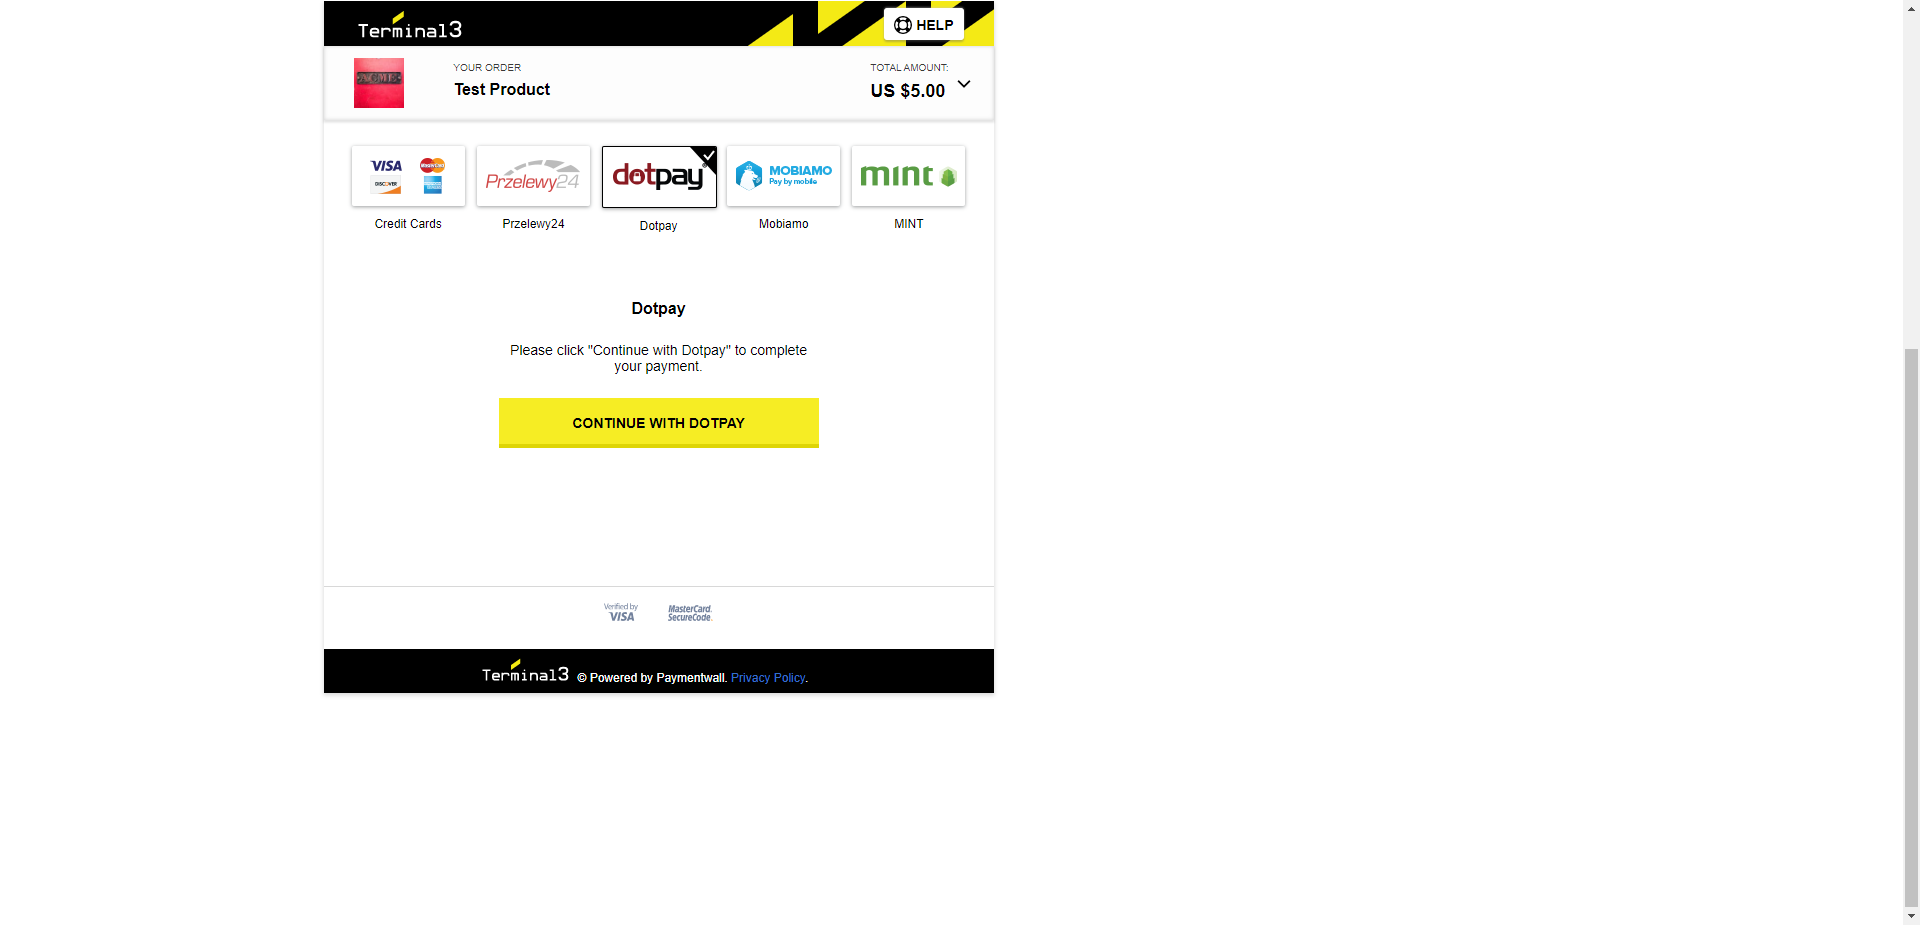 Terminal3
HELP
YOUR ORDER
TOTAL AMOUNT:
ACME
Test Product
US $5.00
VISA
MasterCard
DISCOVER
Przelewy24
dotpay
MOBIAMO
Pay by mobile
mint
Credit Cards
Przelewy24
Dotpay
Mobiamo
MINT
Dotpay
Please click "Continue with Dotpay" to complete
your payment.
CONTINUE WITH DOTPAY
Verified by
VISA
MasterCard.
SecureCode.
Terminal3 © Powered by Paymentwall. Privacy Policy.